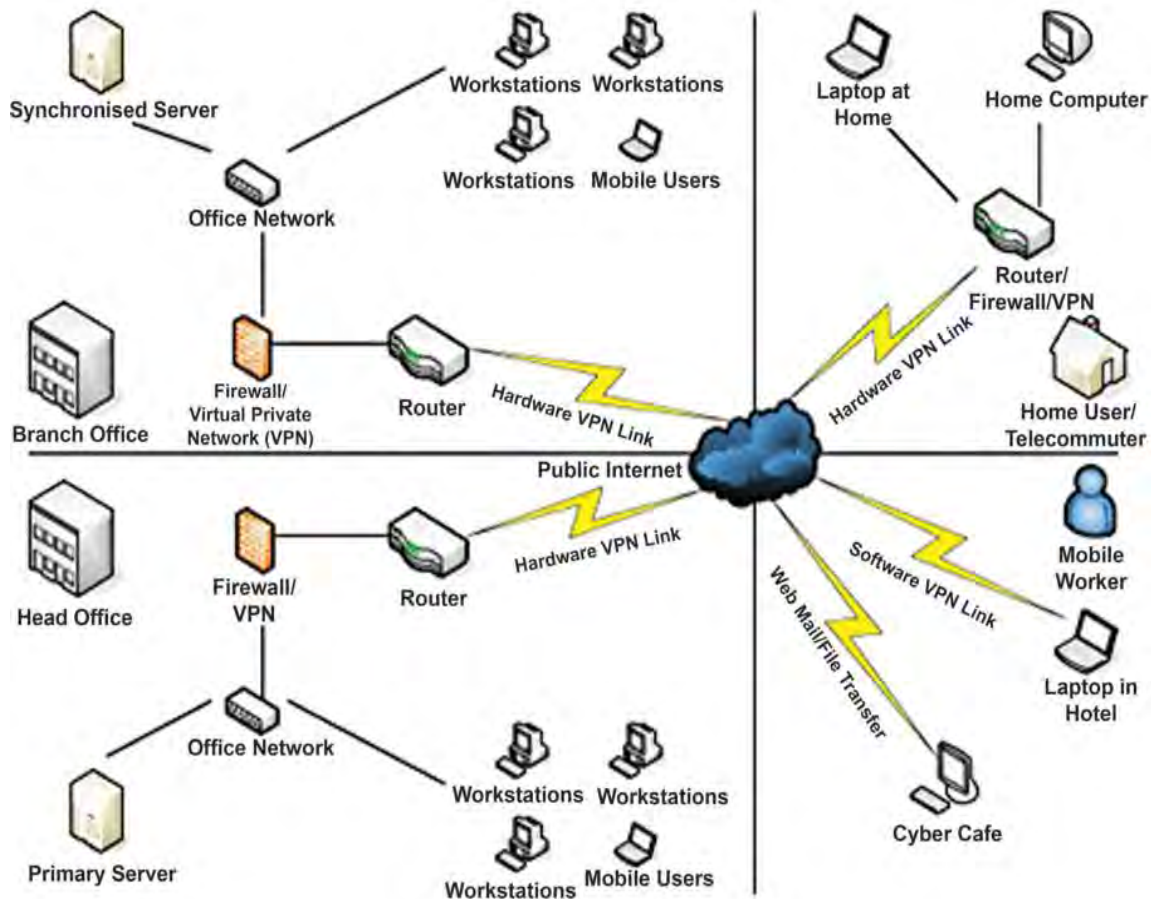 Synchronised Server
Workstations
Workstations
Workstations
Mobile Users
Office Network
Branch Office
Firewall/
Virtual Private
Network (VPN)
Router
Hardware VPN Link
Laptop at
Home
Home Computer
Router/
Firewall/VPN
Hardware VPN Link
Home User/
Telecommuter
Public Internet
Head Office
Firewall/
VPN
Router
Hardware VPN Link
Office Network
Primary Server
Workstations
Workstations
Workstations
Mobile Users
Mobile
Worker
Software VPN Link
Laptop in
Hotel
Web Mail/File Transfer
Cyber Cafe